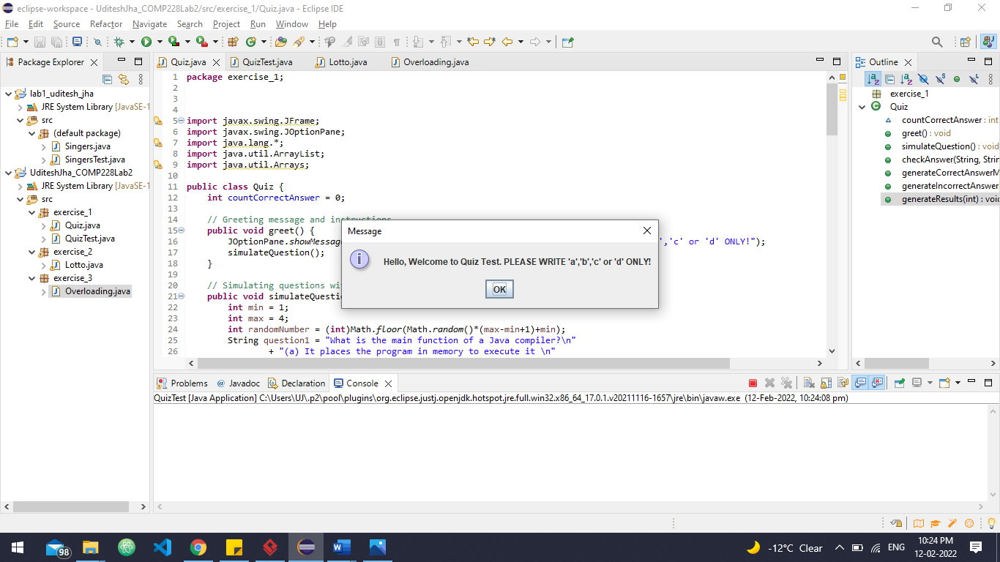 eclipse-workspace - UditeshJha_COMP228Lab2/src/exercise_1/Quiz.java - Eclipse IDE
File Edit Source Refactor Navigate Search Project Run Window Help
Package Explorer
lab1_uditesh_jha
JRE System Library [JavaSE-1
src
(default package)
Singers.java
SingersTest.java
UditeshJha_COMP228Lab2
JRE System Library [JavaSE-1
src
exercise_1
Quiz.java
QuizTest.java
exercise_2
Lotto.java
exercise_3
Overloading.java
Quiz.java QuizTest.java Lotto.java Overloading.java
1 package exercise_1;
2
3
4
5 import javax.swing.JFrame;
6 import javax.swing.JOptionPane;
7 import java.lang.*;
8 import java.util.ArrayList;
9 import java.util.Arrays;
10
11 public class Quiz {
12 int countCorrectAnswer = 0;
13
14 // Greeting message and instructions
15 public void greet() {
16 JOptionPane.showMessag ','c' or 'd' ONLY!");
17 simulateQuestion();
18 }
19
20 // Simulating questions wi
21 public void simulateQuesti
22 int min = 1;
23 int max = 4;
24 int randomNumber = (int)Math.floor(Math.random()*(max-min+1)+min);
25 String question1 = "What is the main function of a Java compiler?\n"
26 + "(a) It places the program in memory to execute it \n"
Message
Hello, Welcome to Quiz Test. PLEASE WRITE 'a','b','c' or 'd' ONLY!
OK
Outline
exercise_1
Quiz
countCorrectAnswer : int
greet() : void
simulateQuestion() : void
checkAnswer(String, Strin
generateCorrectAnswerM
generateIncorrectAnswer
generateResults(int) : void
Problems Javadoc Declaration Console
QuizTest [Java Application] C:\Users\UJ\.p2\pool\plugins\org.eclipse.justj.openjdk.hotspot.jre.full.win32.x86_64_17.0.1.v20211116-1657\jre\bin\javaw.exe (12-Feb-2022, 10:24:08 pm)
98
-12°C Clear
ENG
10:24 PM
12-02-2022